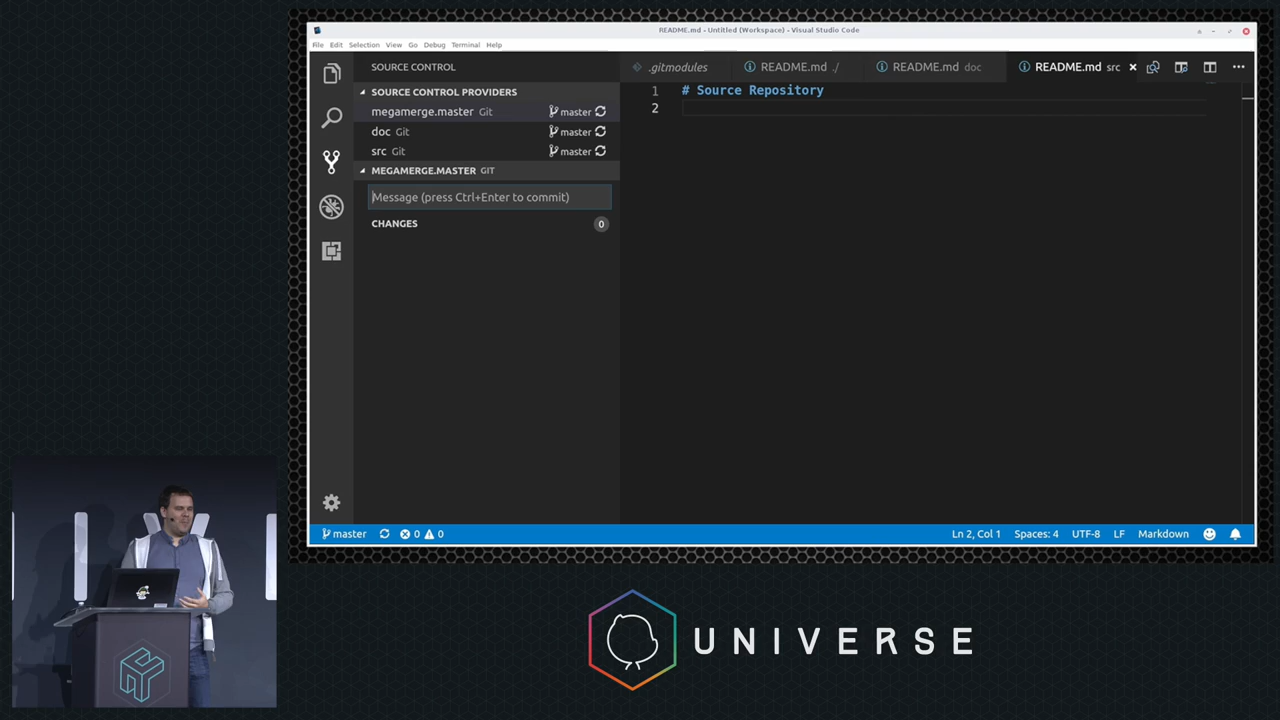 README.md - Untitled (Workspace) - Visual Studio Code
File Edit Selection View Go Debug Terminal Help
SOURCE CONTROL
.gitmodules README.md ./ README.md doc README.md src
SOURCE CONTROL PROVIDERS
megamerge.master Git master
doc Git master
src Git master
MEGAMERGE.MASTER GIT
Message (press Ctrl+Enter to commit)
CHANGES 0
1 # Source Repository
2
master 0 0 Ln 2, Col 1 Spaces: 4 UTF-8 LF Markdown
UNIVERSE